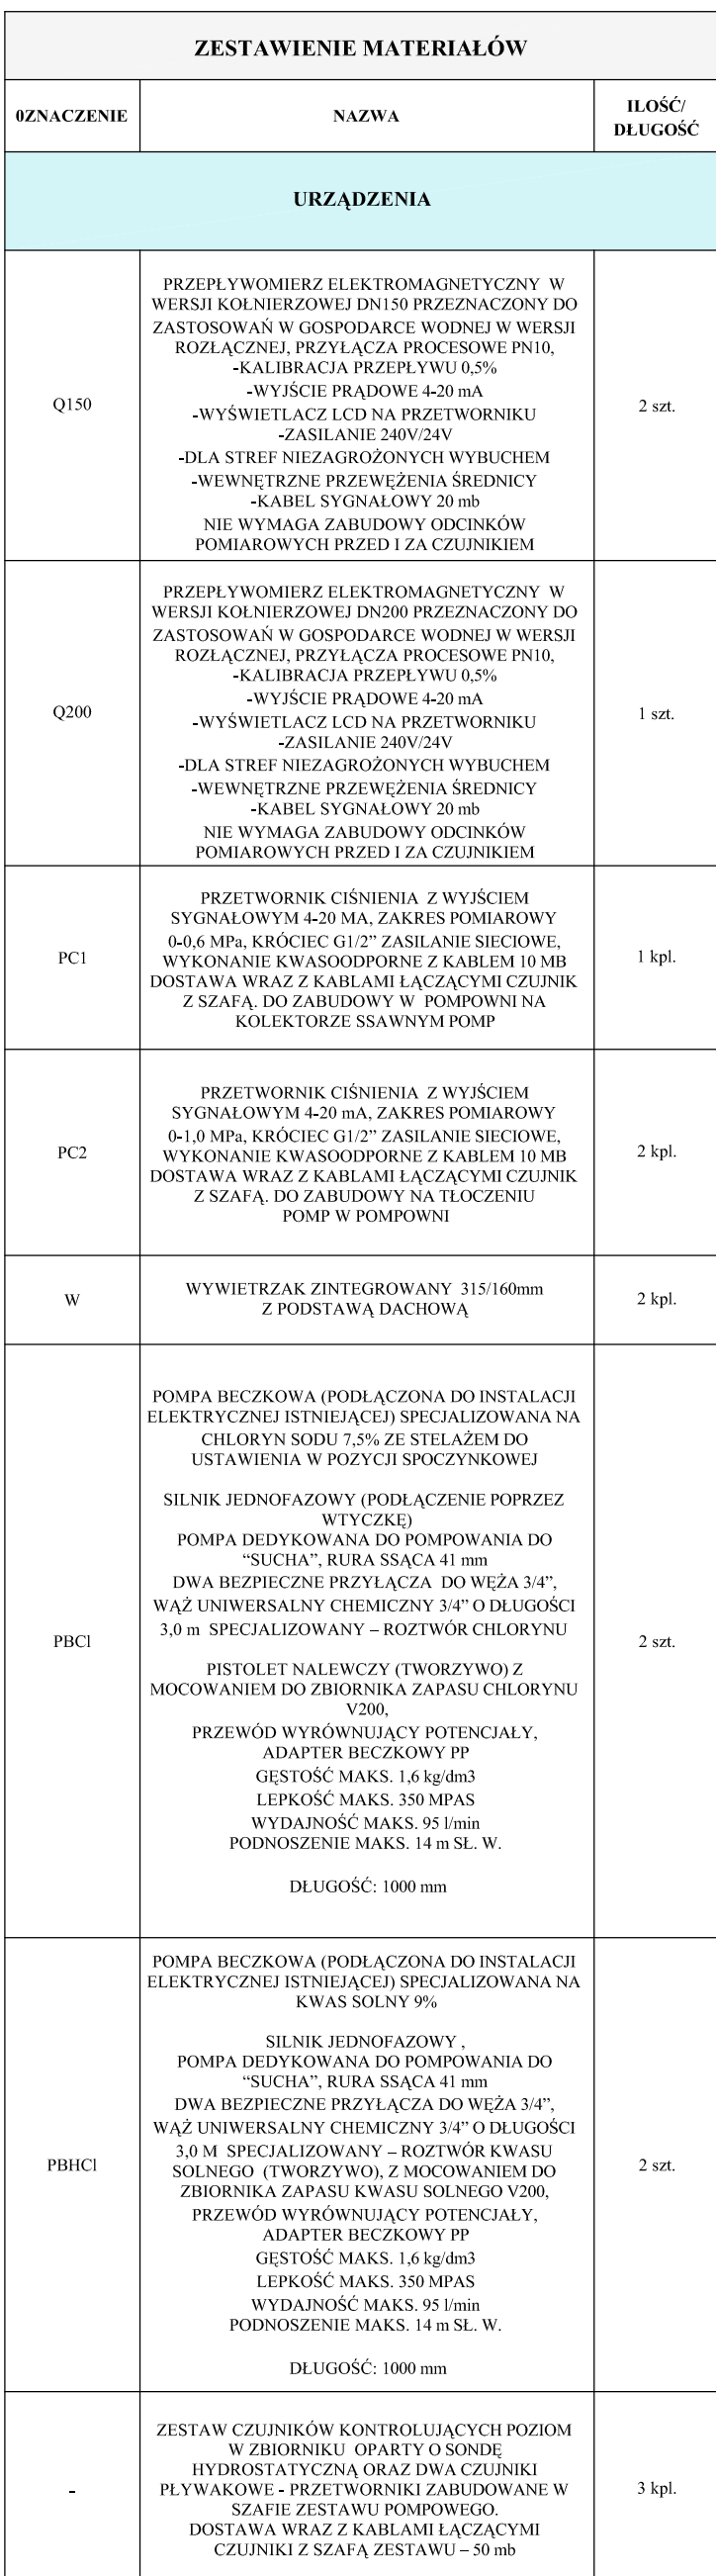 ZESTAWIENIE MATERIAŁÓW
0ZNACZENIE
NAZWA
ILOŚĆ/
DŁUGOŚĆ
URZĄDZENIA
Q150
PRZEPŁYWOMIERZ ELEKTROMAGNETYCZNY W
WERSJI KOŁNIERZOWEJ DN150 PRZEZNACZONY DO
ZASTOSOWAŃ W GOSPODARCE WODNEJ W WERSJI
ROZŁĄCZNEJ, PRZYŁĄCZA PROCESOWE PN10,
-KALIBRACJA PRZEPŁYWU 0,5%
-WYJŚCIE PRĄDOWE 4-20 mA
-WYŚWIETLACZ LCD NA PRZETWORNIKU
-ZASILANIE 240V/24V
-DLA STREF NIEZAGROŻONYCH WYBUCHEM
-WEWNĘTRZNE PRZEWĘŻENIA ŚREDNICY
-KABEL SYGNAŁOWY 20 mb
NIE WYMAGA ZABUDOWY ODCINKÓW
POMIAROWYCH PRZED I ZA CZUJNIKIEM
2 szt.
Q200
PRZEPŁYWOMIERZ ELEKTROMAGNETYCZNY W
WERSJI KOŁNIERZOWEJ DN200 PRZEZNACZONY DO
ZASTOSOWAŃ W GOSPODARCE WODNEJ W WERSJI
ROZŁĄCZNEJ, PRZYŁĄCZA PROCESOWE PN10,
-KALIBRACJA PRZEPŁYWU 0,5%
-WYJŚCIE PRĄDOWE 4-20 mA
-WYŚWIETLACZ LCD NA PRZETWORNIKU
-ZASILANIE 240V/24V
-DLA STREF NIEZAGROŻONYCH WYBUCHEM
-WEWNĘTRZNE PRZEWĘŻENIA ŚREDNICY
-KABEL SYGNAŁOWY 20 mb
NIE WYMAGA ZABUDOWY ODCINKÓW
POMIAROWYCH PRZED I ZA CZUJNIKIEM
1 szt.
PC1
PRZETWORNIK CIŚNIENIA Z WYJŚCIEM
SYGNAŁOWYM 4-20 MA, ZAKRES POMIAROWY
0-0,6 MPa, KRÓCIEC G1/2” ZASILANIE SIECIOWE,
WYKONANIE KWASOODPORNE Z KABLEM 10 MB
DOSTAWA WRAZ Z KABLAMI ŁĄCZĄCYMI CZUJNIK
Z SZAFĄ. DO ZABUDOWY W POMPOWNI NA
KOLEKTORZE SSAWNYM POMP
1 kpl.
PC2
PRZETWORNIK CIŚNIENIA Z WYJŚCIEM
SYGNAŁOWYM 4-20 mA, ZAKRES POMIAROWY
0-1,0 MPa, KRÓCIEC G1/2” ZASILANIE SIECIOWE,
WYKONANIE KWASOODPORNE Z KABLEM 10 MB
DOSTAWA WRAZ Z KABLAMI ŁĄCZĄCYMI CZUJNIK
Z SZAFĄ. DO ZABUDOWY NA TŁOCZENIU
POMP W POMPOWNI
2 kpl.
W
WYWIETRZAK ZINTEGROWANY 315/160mm
Z PODSTAWĄ DACHOWĄ
2 kpl.
PBCl
POMPA BECZKOWA (PODŁĄCZONA DO INSTALACJI
ELEKTRYCZNEJ ISTNIEJĄCEJ) SPECJALIZOWANA NA
CHLORYN SODU 7,5% ZE STELAŻEM DO
USTAWIENIA W POZYCJI SPOCZYNKOWEJ
SILNIK JEDNOFAZOWY (PODŁĄCZENIE POPRZEZ
WTYCZKĘ)
POMPA DEDYKOWANA DO POMPOWANIA DO
“SUCHA”, RURA SSĄCA 41 mm
DWA BEZPIECZNE PRZYŁĄCZA DO WĘŻA 3/4”,
WĄŻ UNIWERSALNY CHEMICZNY 3/4” O DŁUGOŚCI
3,0 m SPECJALIZOWANY – ROZTWÓR CHLORYNU
PISTOLET NALEWCZY (TWORZYWO) Z
MOCOWANIEM DO ZBIORNIKA ZAPASU CHLORYNU
V200,
PRZEWÓD WYRÓWNUJĄCY POTENCJAŁY,
ADAPTER BECZKOWY PP
GĘSTOŚĆ MAKS. 1,6 kg/dm3
LEPKOŚĆ MAKS. 350 MPAS
WYDAJNOŚĆ MAKS. 95 l/min
PODNOSZENIE MAKS. 14 m SŁ. W.
DŁUGOŚĆ: 1000 mm
2 szt.
PBHCl
POMPA BECZKOWA (PODŁĄCZONA DO INSTALACJI
ELEKTRYCZNEJ ISTNIEJĄCEJ) SPECJALIZOWANA NA
KWAS SOLNY 9%
SILNIK JEDNOFAZOWY ,
POMPA DEDYKOWANA DO POMPOWANIA DO
“SUCHA”, RURA SSĄCA 41 mm
DWA BEZPIECZNE PRZYŁĄCZA DO WĘŻA 3/4”,
WĄŻ UNIWERSALNY CHEMICZNY 3/4” O DŁUGOŚCI
3,0 M SPECJALIZOWANY – ROZTWÓR KWASU
SOLNEGO (TWORZYWO), Z MOCOWANIEM DO
ZBIORNIKA ZAPASU KWASU SOLNEGO V200,
PRZEWÓD WYRÓWNUJĄCY POTENCJAŁY,
ADAPTER BECZKOWY PP
GĘSTOŚĆ MAKS. 1,6 kg/dm3
LEPKOŚĆ MAKS. 350 MPAS
WYDAJNOŚĆ MAKS. 95 l/min
PODNOSZENIE MAKS. 14 m SŁ. W.
DŁUGOŚĆ: 1000 mm
2 szt.
-
ZESTAW CZUJNIKÓW KONTROLUJĄCYCH POZIOM
W ZBIORNIKU OPARTY O SONDĘ
HYDROSTATYCZNĄ ORAZ DWA CZUJNIKI
PŁYWAKOWE - PRZETWORNIKI ZABUDOWANE W
SZAFIE ZESTAWU POMPOWEGO.
DOSTAWA WRAZ Z KABLAMI ŁĄCZĄCYMI
CZUJNIKI Z SZAFĄ ZESTAWU – 50 mb
3 kpl.